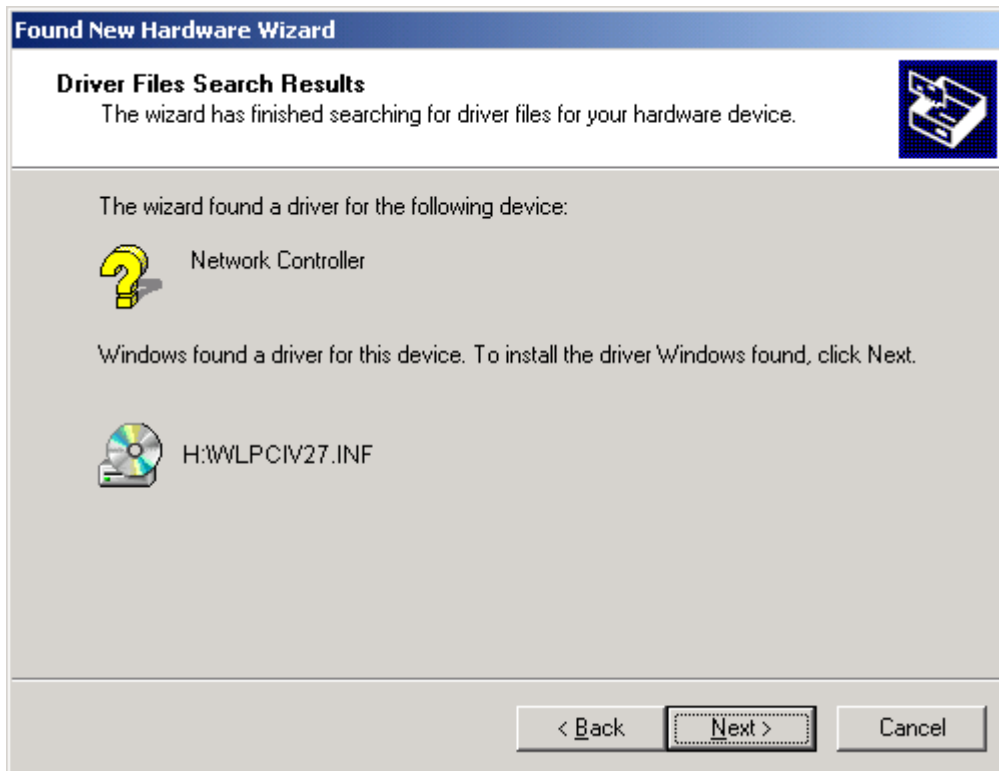 Found New Hardware Wizard
Driver Files Search Results
The wizard has finished searching for driver files for your hardware device.
The wizard found a driver for the following device:
Network Controller
Windows found a driver for this device. To install the driver Windows found, click Next.
H:\WLPCIV27.INF
< Back
Next >
Cancel